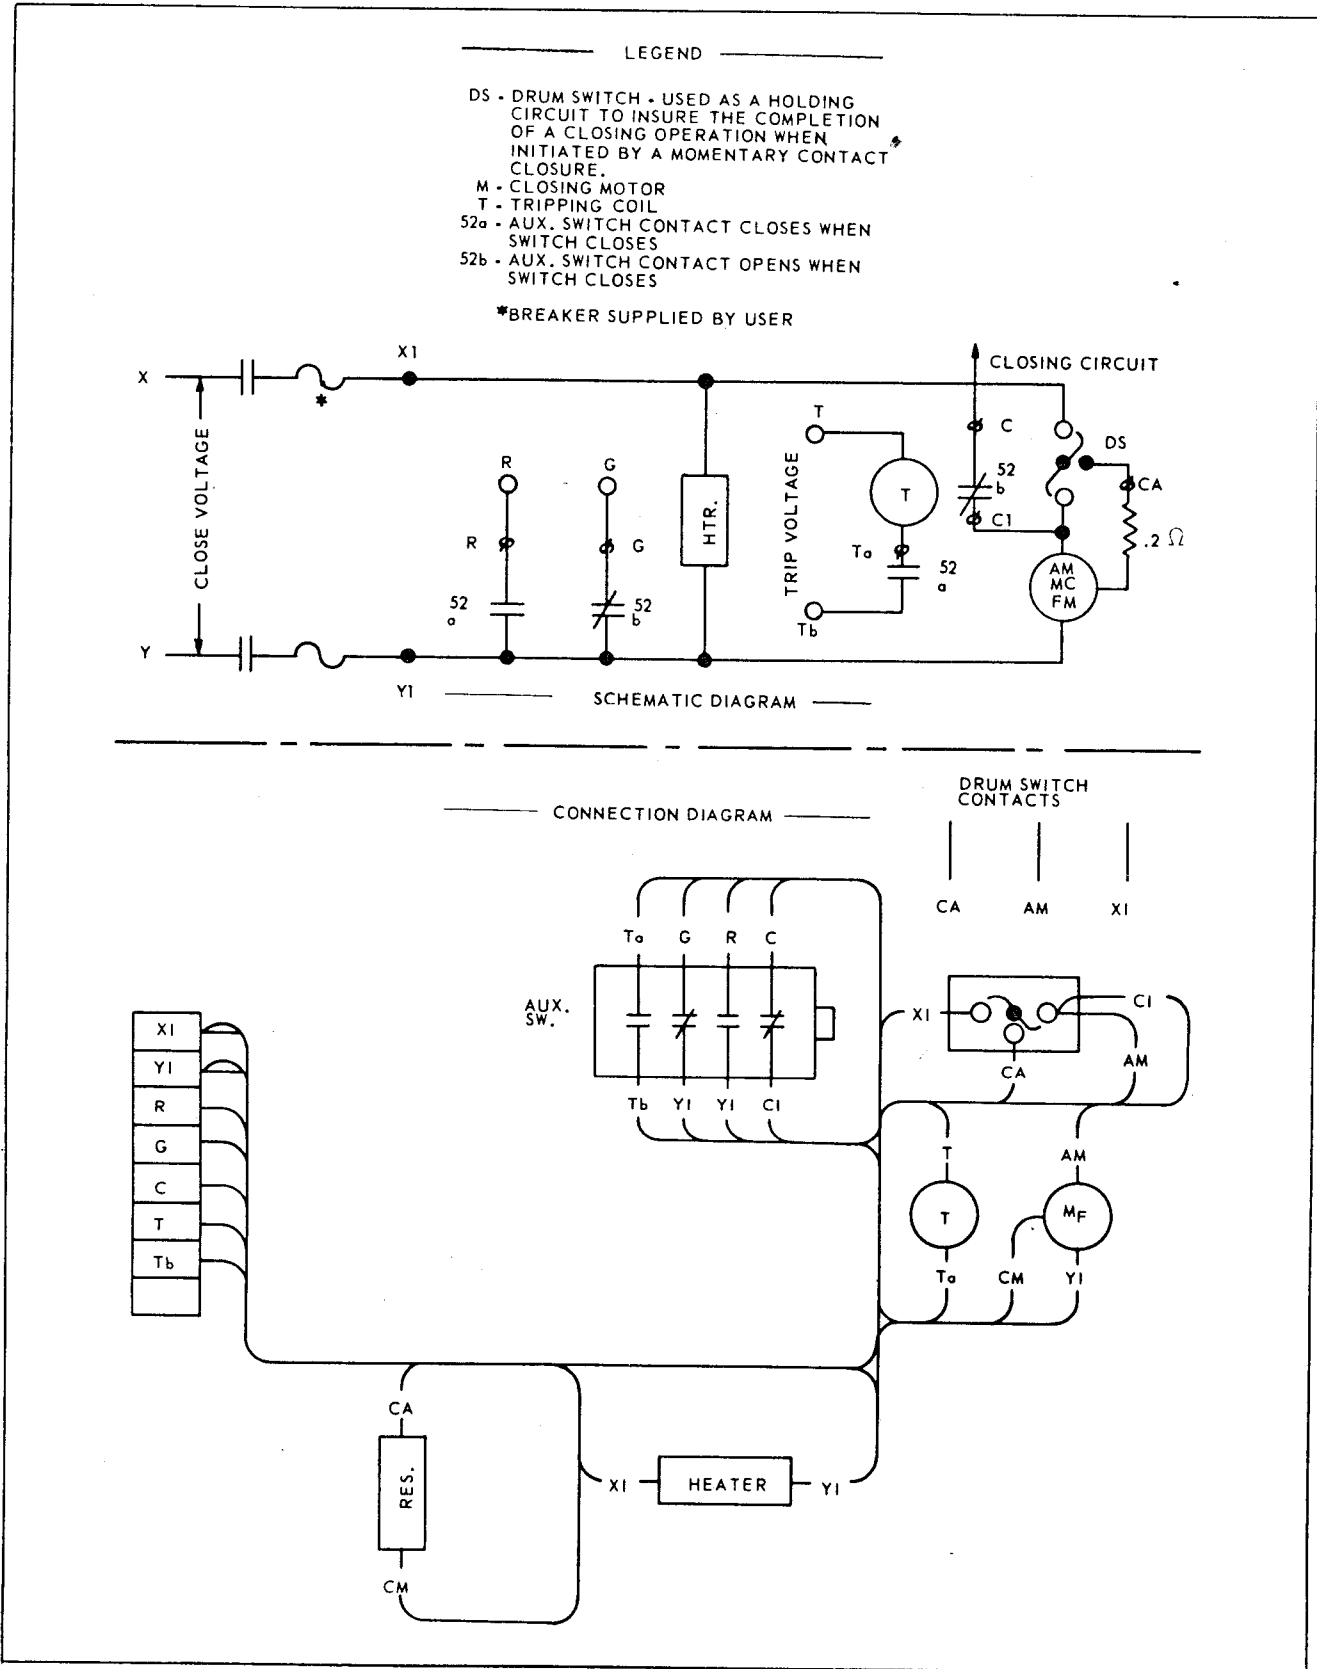 LEGEND
DS - DRUM SWITCH - USED AS A HOLDING
CIRCUIT TO INSURE THE COMPLETION
OF A CLOSING OPERATION WHEN
INITIATED BY A MOMENTARY CONTACT
CLOSURE.
M - CLOSING MOTOR
T - TRIPPING COIL
52a - AUX. SWITCH CONTACT CLOSES WHEN
SWITCH CLOSES
52b - AUX. SWITCH CONTACT OPENS WHEN
SWITCH CLOSES
*BREAKER SUPPLIED BY USER
X
X1
*
CLOSE VOLTAGE
Y
Y1
R
R
52
a
G
G
52
b
HTR.
TRIP VOLTAGE
T
T
Ta
52
a
Tb
CLOSING CIRCUIT
C
52
b
C1
DS
CA
.2 Ω
AM
MC
FM
SCHEMATIC DIAGRAM
CONNECTION DIAGRAM
DRUM SWITCH
CONTACTS
CA AM X1
Ta G R C
AUX.
SW.
Tb Y1 Y1 C1
X1
C1
CA
AM
X1
Y1
R
G
C
T
Tb
T
AM
T
MF
Ta
CM
Y1
CA
RES.
CM
X1
HEATER
Y1